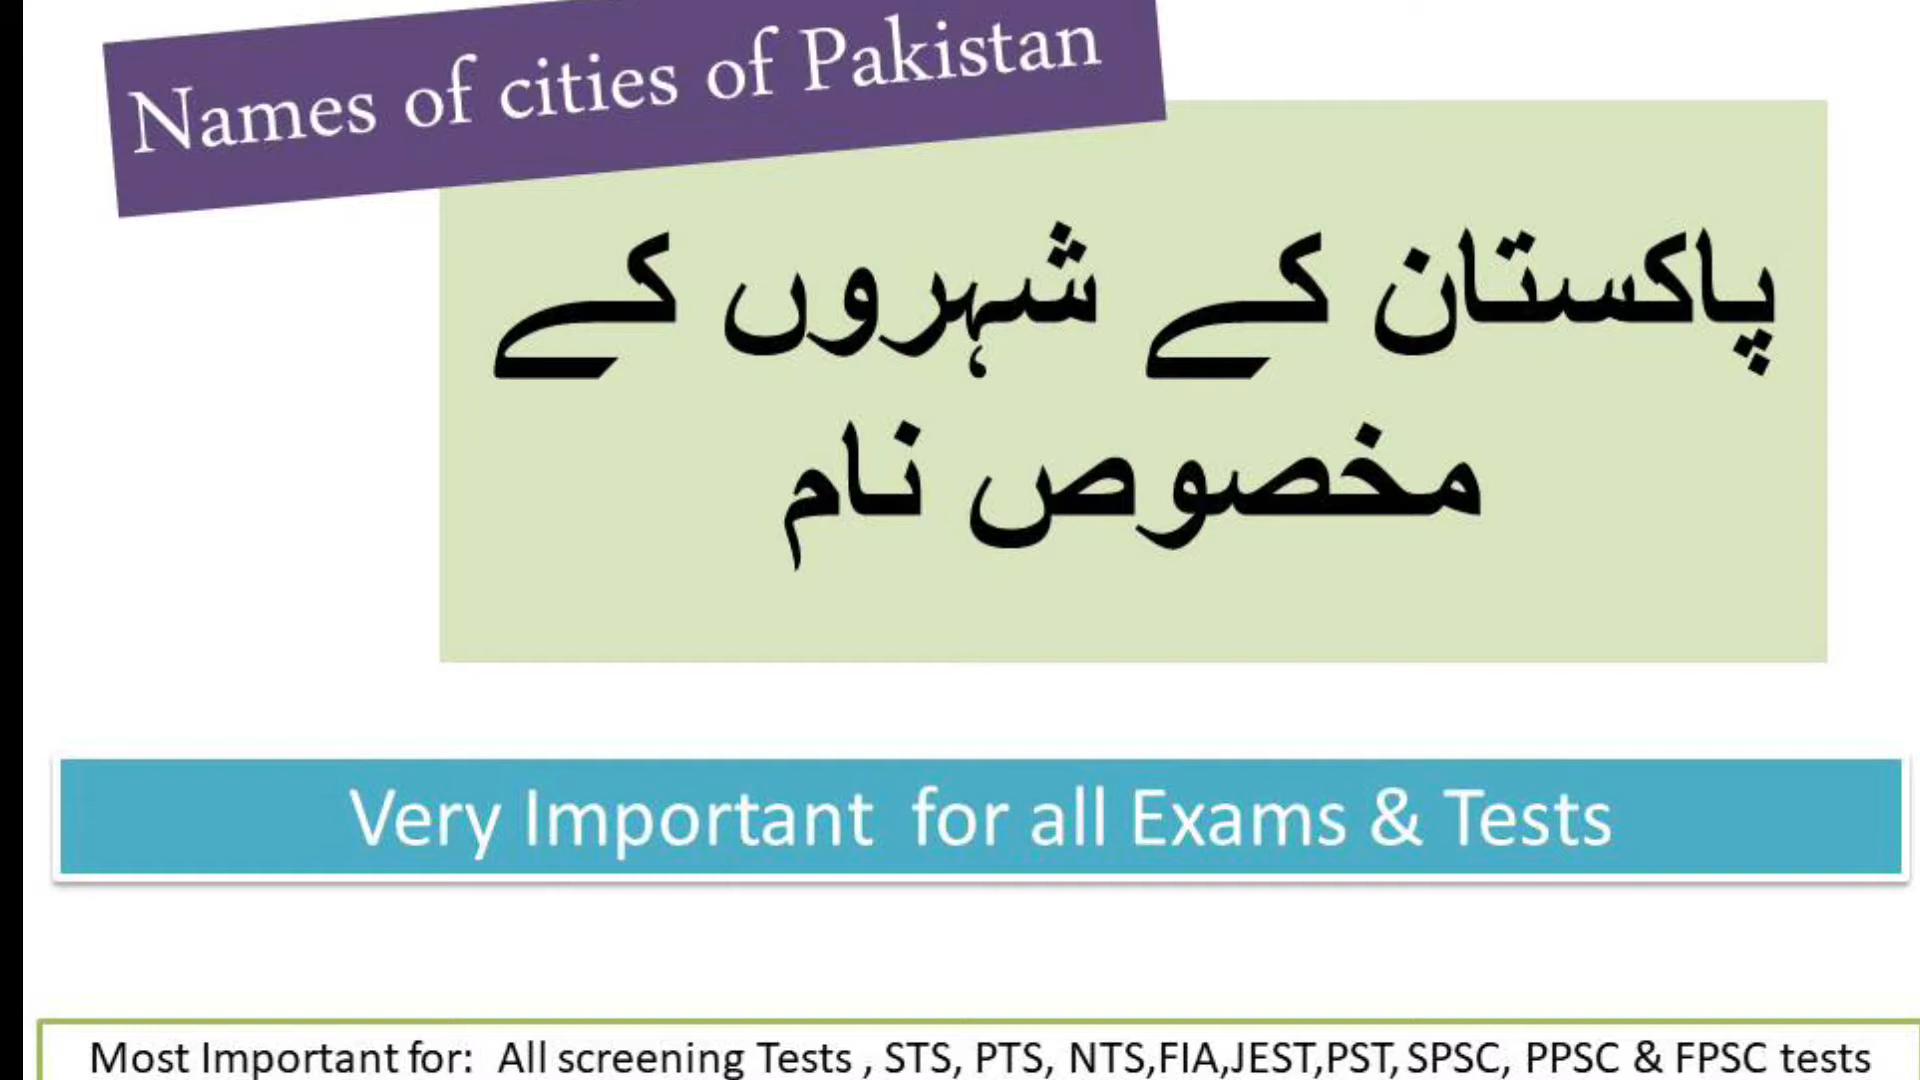 Names of cities of Pakistan
پاکستان کے شہروں کے
مخصوص نام
Very Important for all Exams & Tests
Most Important for: All screening Tests , STS, PTS, NTS,FIA,JEST,PST, SPSC, PPSC & FPSC tests